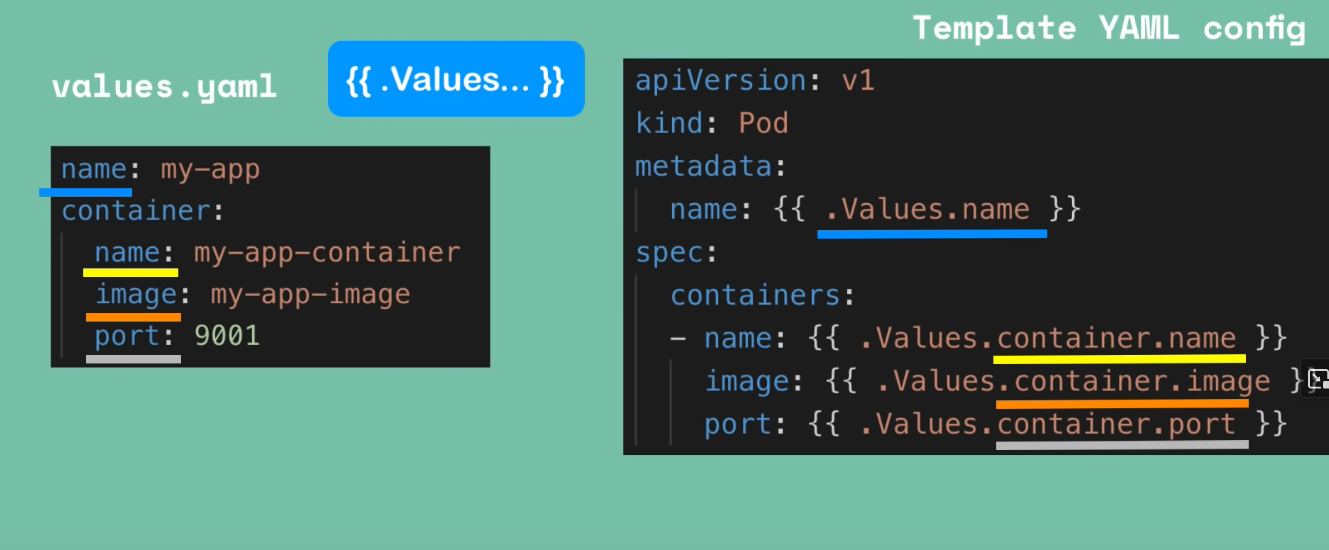 Template YAML config
values.yaml
{{ .Values... }}
name: my-app
container:
  name: my-app-container
  image: my-app-image
  port: 9001
apiVersion: v1
kind: Pod
metadata:
  name: {{ .Values.name }}
spec:
  containers:
  - name: {{ .Values.container.name }}
    image: {{ .Values.container.image }}
    port: {{ .Values.container.port }}